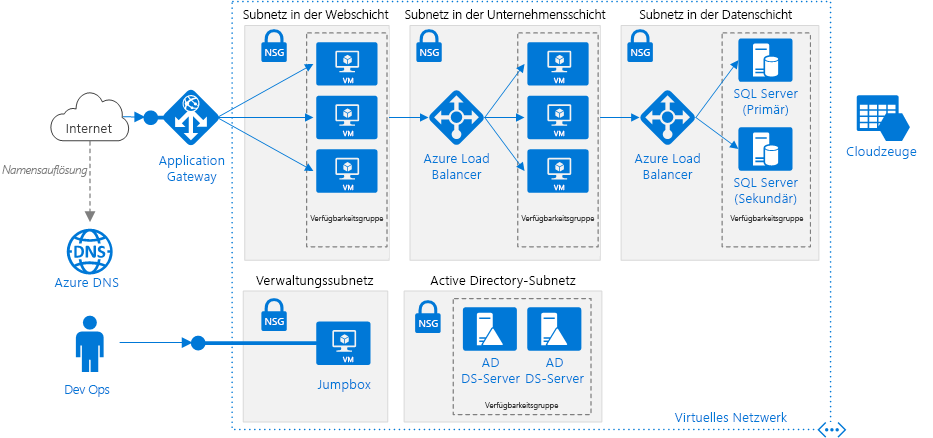 Subnetz in der Webschicht
Subnetz in der Unternehmensschicht
Subnetz in der Datenschicht
NSG
VM
VM
VM
Verfügbarkeitsgruppe
NSG
VM
VM
VM
Verfügbarkeitsgruppe
NSG
SQL Server
(Primär)
SQL Server
(Sekundär)
Verfügbarkeitsgruppe
Internet
Application
Gateway
Azure Load
Balancer
Azure Load
Balancer
Cloudzeuge
Namensauflösung
DNS
Azure DNS
Verwaltungssubnetz
Active Directory-Subnetz
NSG
VM
Jumpbox
NSG
AD
DS-Server
AD
DS-Server
Verfügbarkeitsgruppe
Dev Ops
Virtuelles Netzwerk